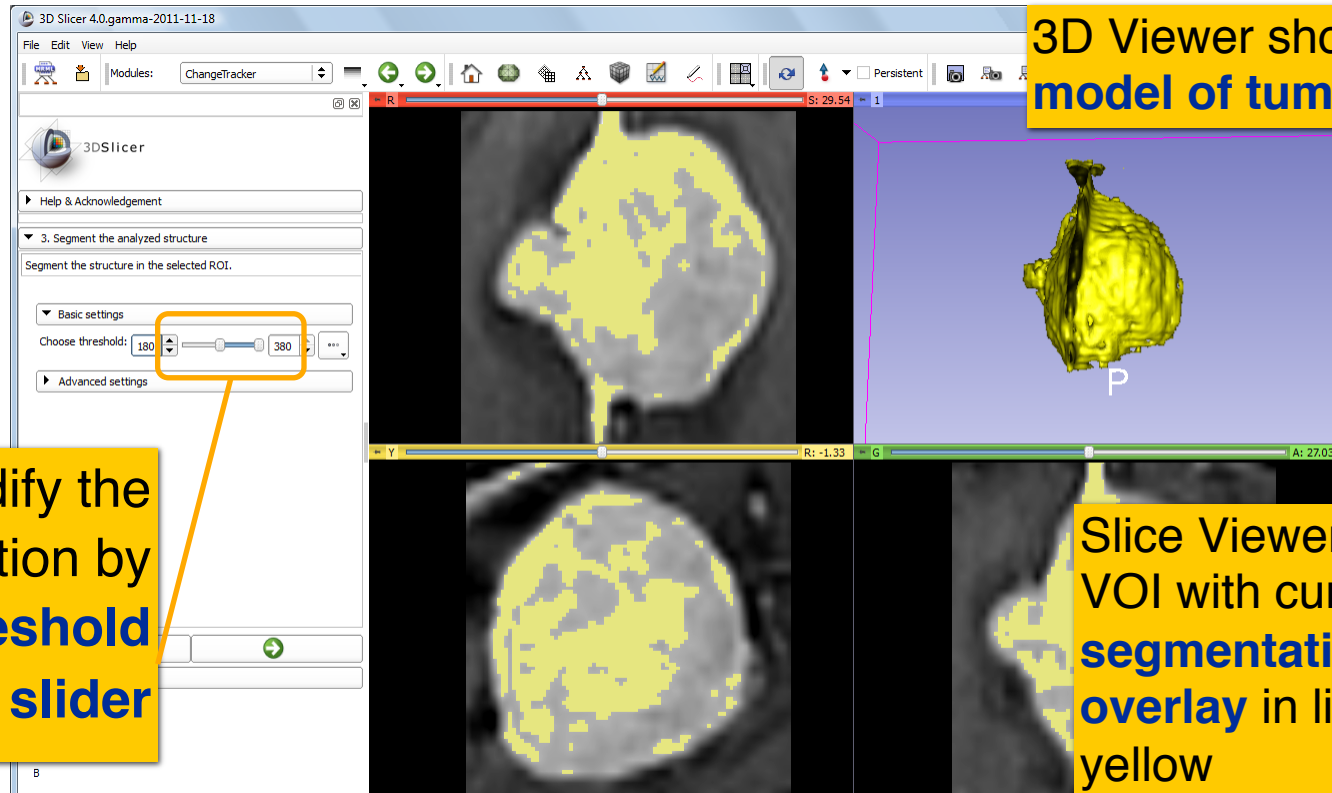 3D Slicer 4.0.gamma-2011-11-18
File Edit View Help
Modules: ChangeTracker
Persistent
3D Viewer sho
model of tum
R S: 29.54 1
3DSlicer
Help & Acknowledgement
3. Segment the analyzed structure
Segment the structure in the selected ROI.
Basic settings
Choose threshold: 180 380
Advanced settings
P
Y R: -1.33 G A: 27.03
dify the
tion by
eshold
slider
Slice Viewer
VOI with cur
segmentati
overlay in li
yellow
B